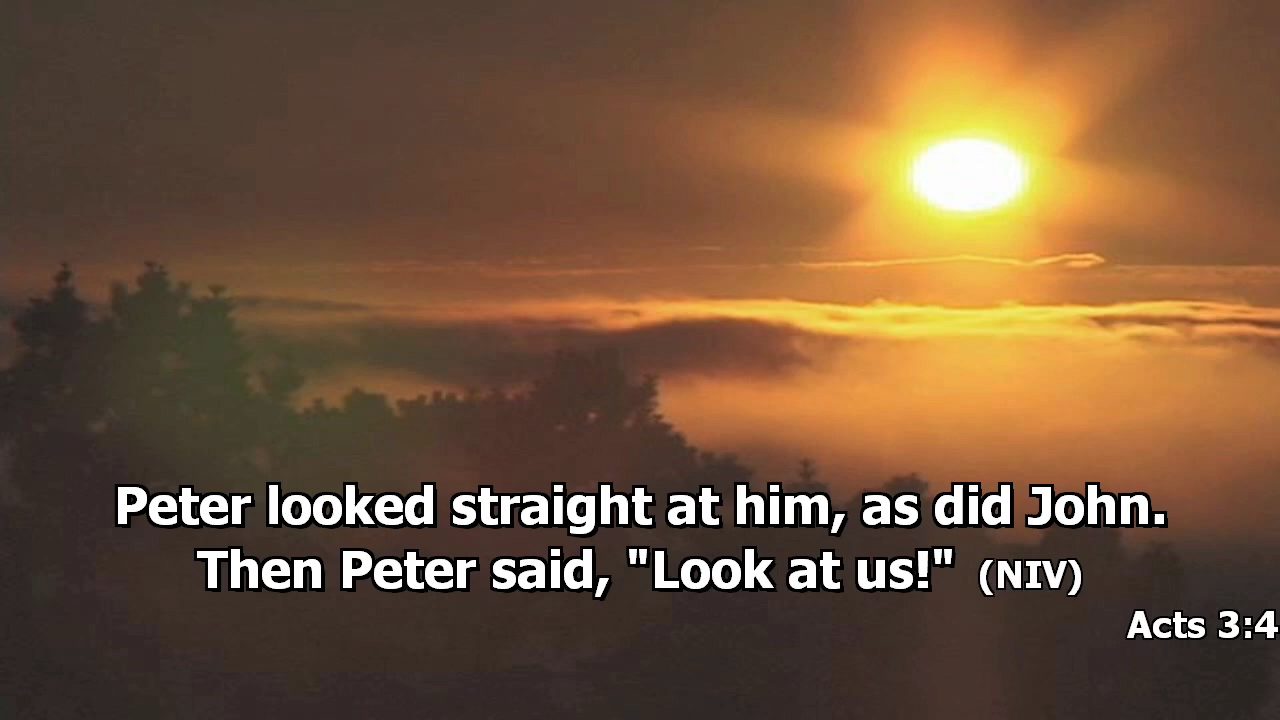 Peter looked straight at him, as did John.
Then Peter said, "Look at us!" (NIV)
Acts 3:4